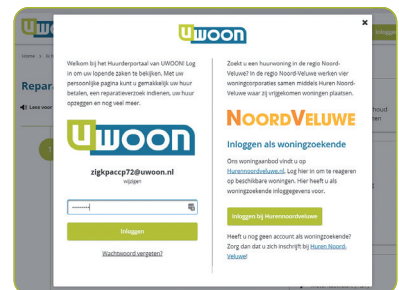 Uwoon
Inloggen
Home > Ik h
Repar
Lees voor
1
houd
ten
×
uwoon
Welkom bij het Huurderportaal van UWOON! Log
in om uw lopende zaken te bekijken. Met uw
persoonlijke pagina kunt u gemakkelijk uw huur
betalen, een reparatieverzoek indienen, uw huur
opzeggen en nog veel meer.
uwoon
zigkpaccp72@uwoon.nl
wijzigen
Inloggen
Wachtwoord vergeten?
Zoekt u een huurwoning in de regio Noord-
Veluwe? In de regio Noord-Veluwe werken vier
woningcorporaties samen middels Huren Noord-
Veluwe waar zij vrijgekomen woningen plaatsen.
NOORDVELUWE
Inloggen als woningzoekende
Ons woningaanbod vindt u op
Hurennoordveluwe.nl. Log hier in om te reageren
op beschikbare woningen. Hier heeft u als
woningzoekende inloggegevens voor.
Inloggen bij Hurennoordveluwe
Heeft u nog geen account als woningzoekende?
Zorg dan dat u zich inschrijft bij Huren Noord-
Veluwe!